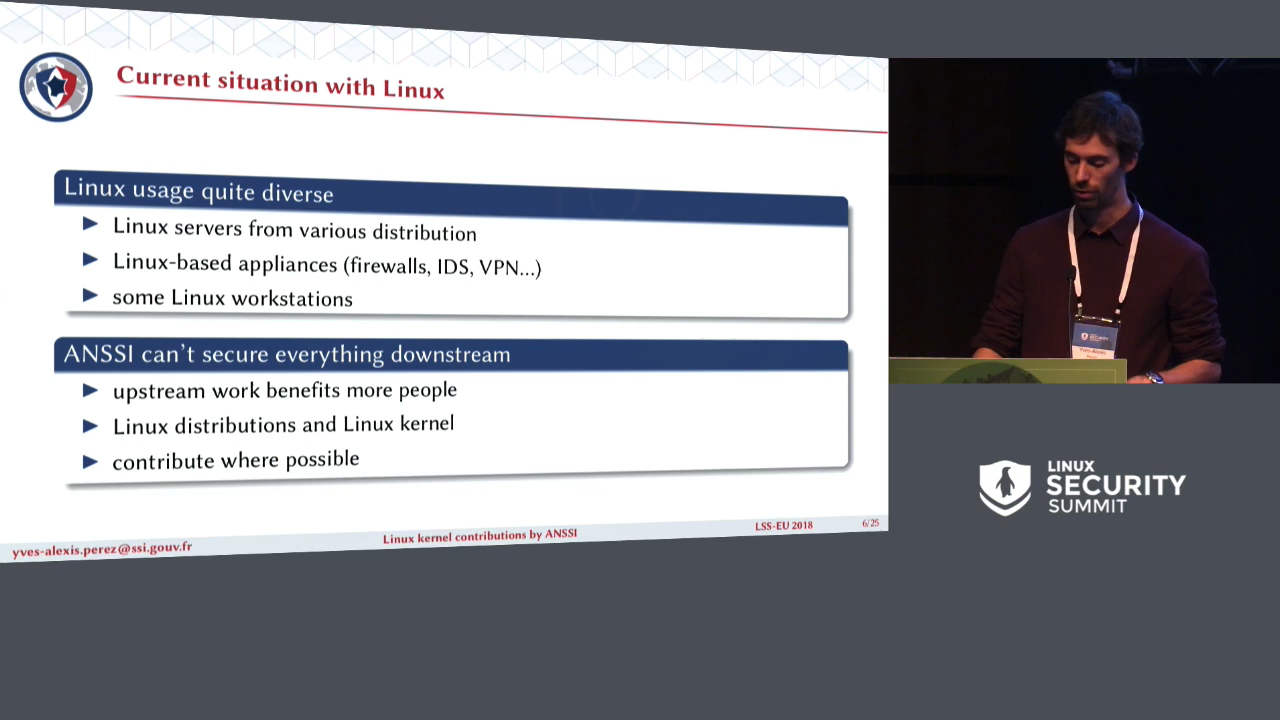 Current situation with Linux
Linux usage quite diverse
Linux servers from various distribution
Linux-based appliances (firewalls, IDS, VPN...)
some Linux workstations
ANSSI can't secure everything downstream
upstream work benefits more people
Linux distributions and Linux kernel
contribute where possible
yves-alexis.perez@ssi.gouv.fr
Linux kernel contributions by ANSSI
LSS-EU 2018
6/25
Yves-Alexis
LINUX
SECURITY
SUMMIT